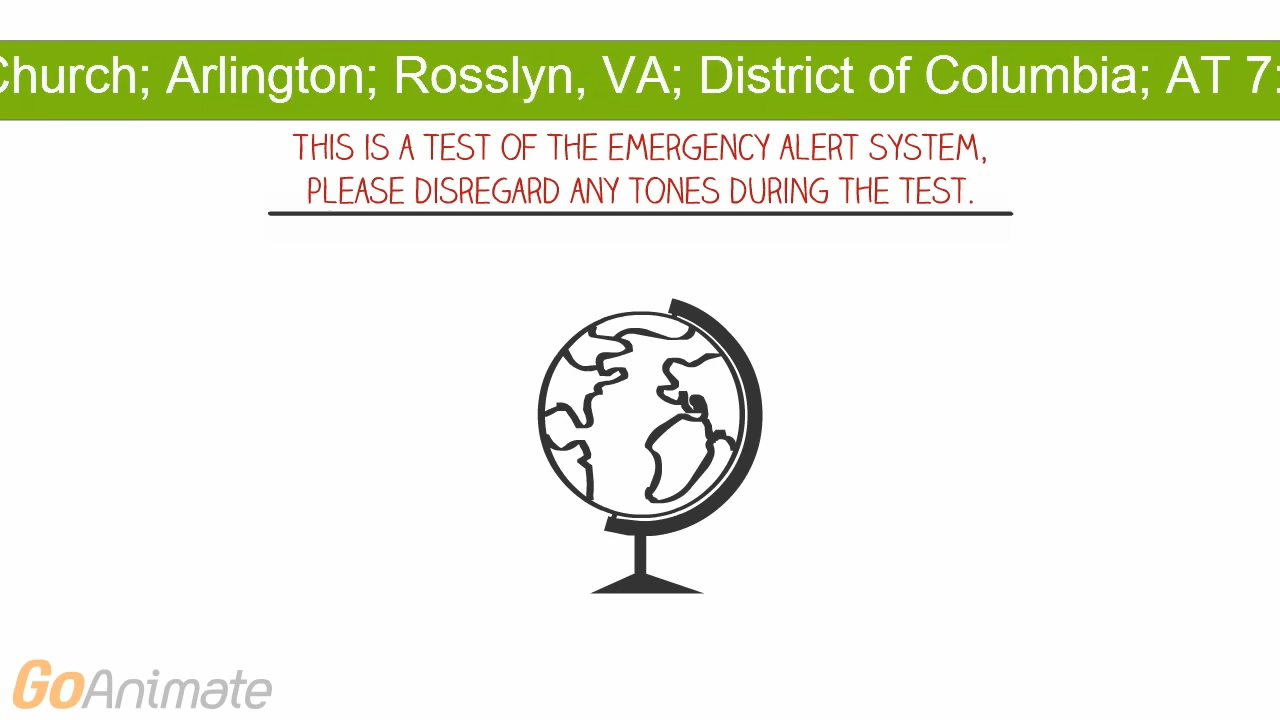 Church; Arlington; Rosslyn, VA; District of Columbia; AT 7:
THIS IS A TEST OF THE EMERGENCY ALERT SYSTEM,
PLEASE DISREGARD ANY TONES DURING THE TEST.
GoAnimate